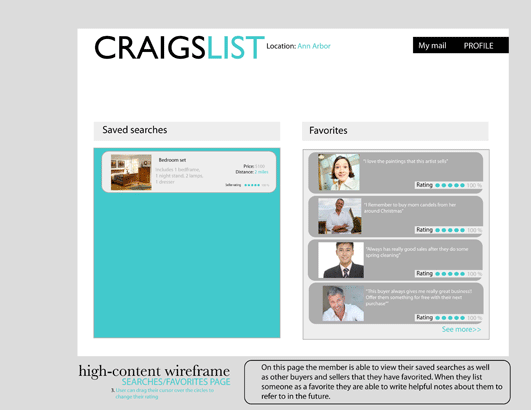 CRAIGSLIST
Location: Ann Arbor
My mail
PROFILE
Saved searches
Favorites
Bedroom set
Includes 1 bedframe,
1 night stand, 2 lamps,
1 dresser
Price: $100
Distance: 2 miles
Seller rating
"I love the paintings that this artist sells"
Rating 100 %
"I Remember to buy more candels from her
around Christmas"
Rating 100 %
"Always has really good sales after they do some
spring cleaning"
Rating 100 %
"This buyer always gives me really great business!
Offer them something for free with their next
purchase"
Rating 100 %
See more>>
high-content wireframe
SEARCHES/FAVORITES PAGE
3. User can drag their cursor over the circles to
change their rating
On this page the member is able to view their saved searches as well
as other buyers and sellers that they have favorited. When they list
someone as a favorite they are able to write helpful notes about them to
refer to in the future.